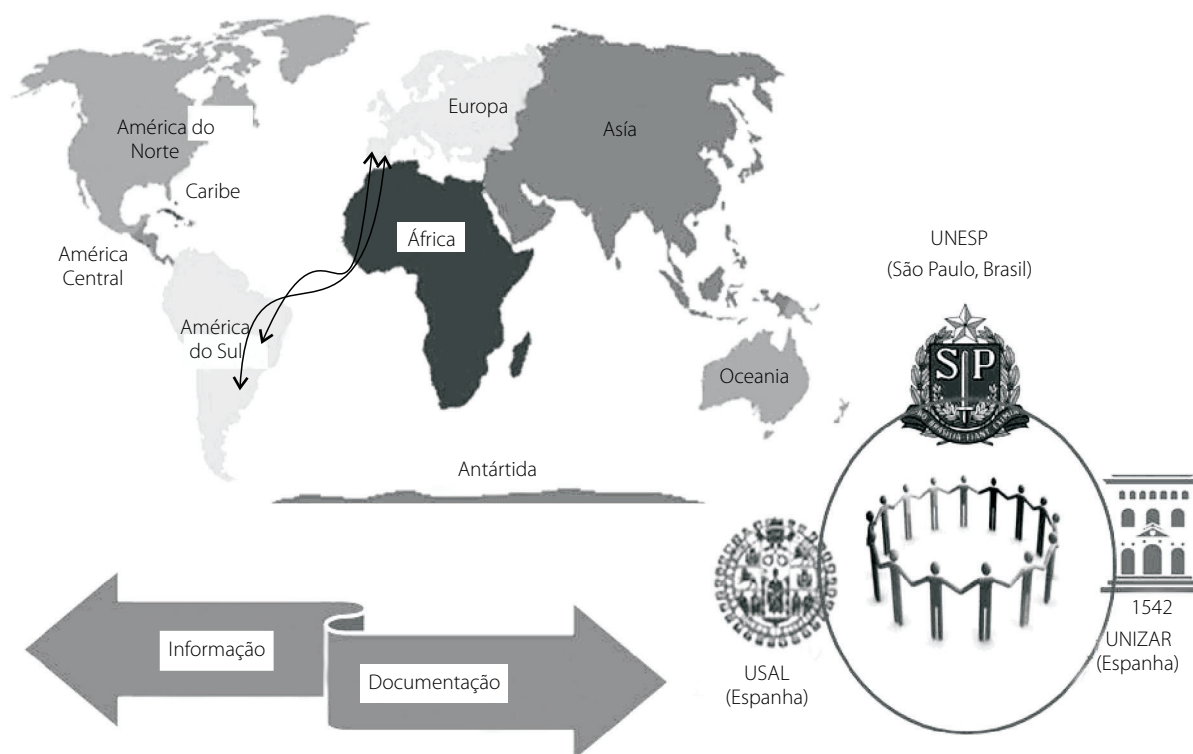 América do
Norte
Caribe
América
Central
Europa
Asía
África
América
do Sul
Oceania
Antártida
UNESP
(São Paulo, Brasil)
SP
1542
UNIZAR
(Espanha)
USAL
(Espanha)
Informação
Documentação